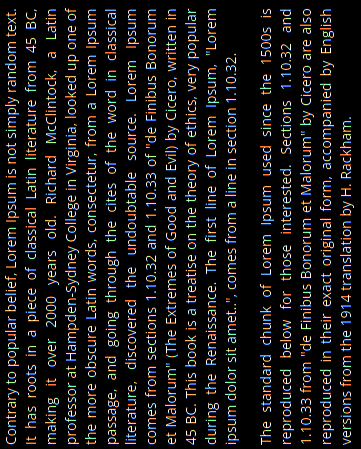 Contrary to popular belief, Lorem Ipsum is not simply random text.
It has roots in a piece of classical Latin literature from 45 BC,
making it over 2000 years old. Richard McClintock, a Latin
professor at Hampden-Sydney College in Virginia, looked up one of
the more obscure Latin words, consectetur, from a Lorem Ipsum
passage, and going through the cites of the word in classical
literature, discovered the undoubtable source. Lorem Ipsum
comes from sections 1.10.32 and 1.10.33 of "de Finibus Bonorum
et Malorum" (The Extremes of Good and Evil) by Cicero, written in
45 BC. This book is a treatise on the theory of ethics, very popular
during the Renaissance. The first line of Lorem Ipsum, "Lorem
ipsum dolor sit amet..", comes from a line in section 1.10.32.
The standard chunk of Lorem Ipsum used since the 1500s is
reproduced below for those interested. Sections 1.10.32 and
1.10.33 from "de Finibus Bonorum et Malorum" by Cicero are also
reproduced in their exact original form, accompanied by English
versions from the 1914 translation by H. Rackham.